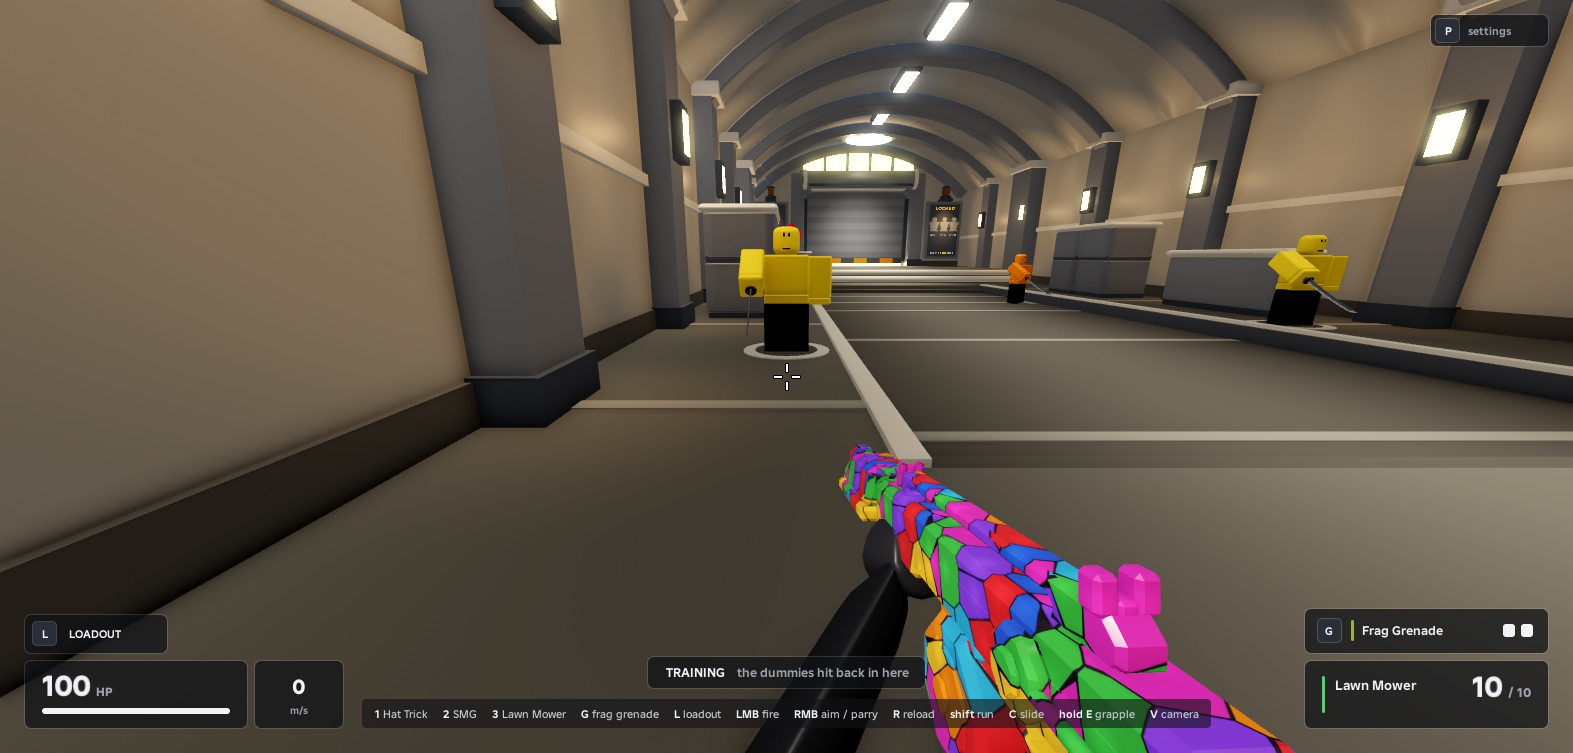 P settings
LOCKED
L LOADOUT
100 HP
0
m/s
TRAINING the dummies hit back in here
1 Hat Trick 2 SMG 3 Lawn Mower G frag grenade L loadout LMB fire RMB aim / parry R reload shift run C slide hold E grapple V camera
G Frag Grenade
Lawn Mower 10 / 10